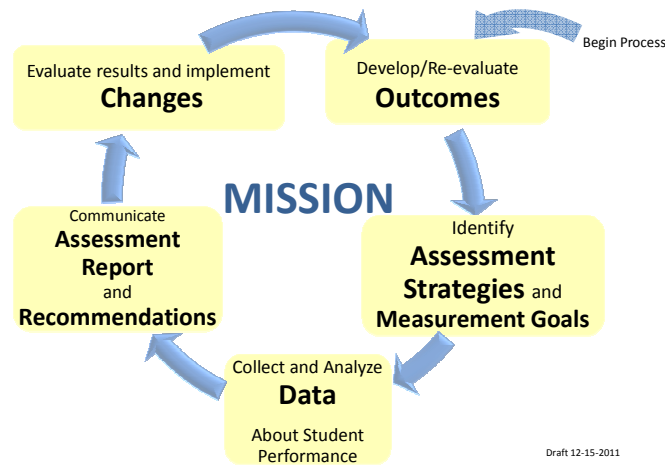 Begin Process
Develop/Re-evaluate
Outcomes
Identify
Assessment
Strategies and
Measurement Goals
Collect and Analyze
Data
About Student
Performance
Communicate
Assessment
Report
and
Recommendations
Evaluate results and implement
Changes
MISSION
Draft 12-15-2011